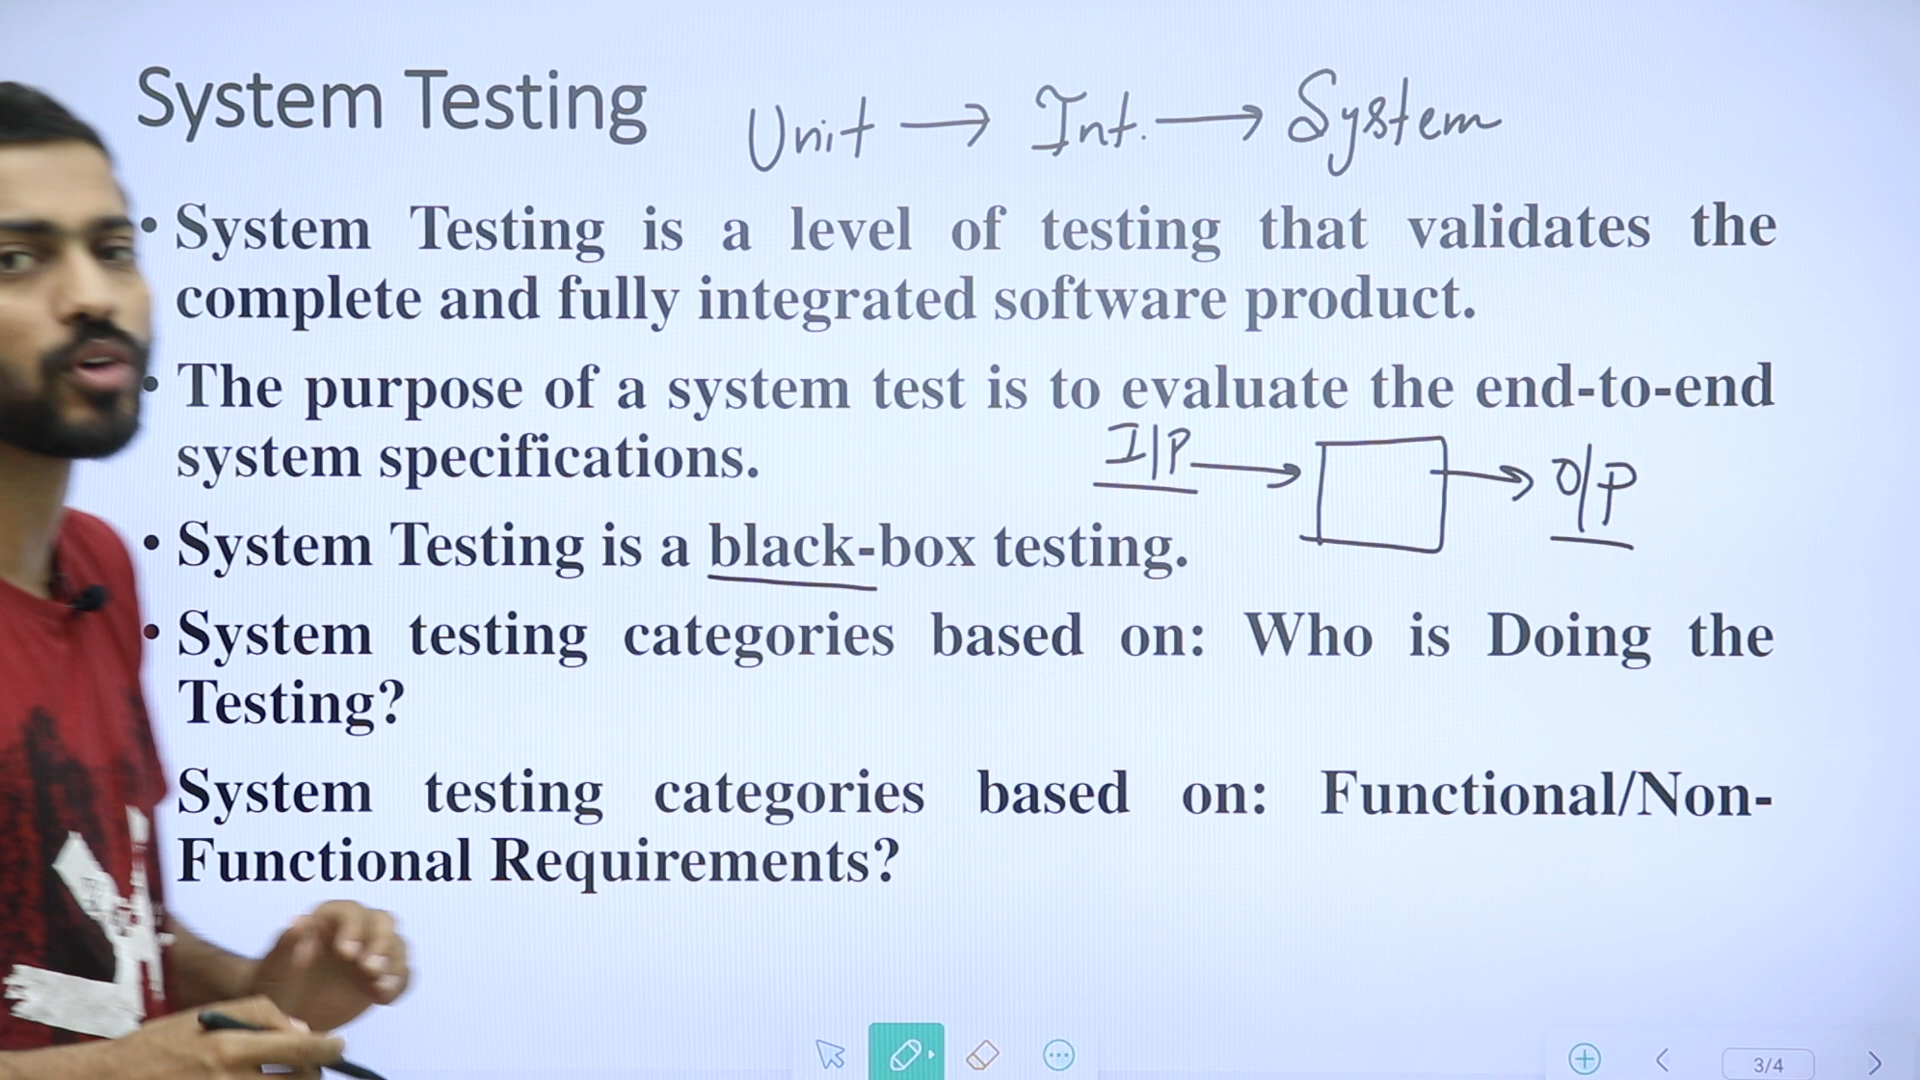 System Testing
Unit → Int. → System
• System Testing is a level of testing that validates the
complete and fully integrated software product.
• The purpose of a system test is to evaluate the end-to-end
system specifications.
I/P → → O/P
• System Testing is a black-box testing.
• System testing categories based on: Who is Doing the
Testing?
System testing categories based on: Functional/Non-
Functional Requirements?
3/4